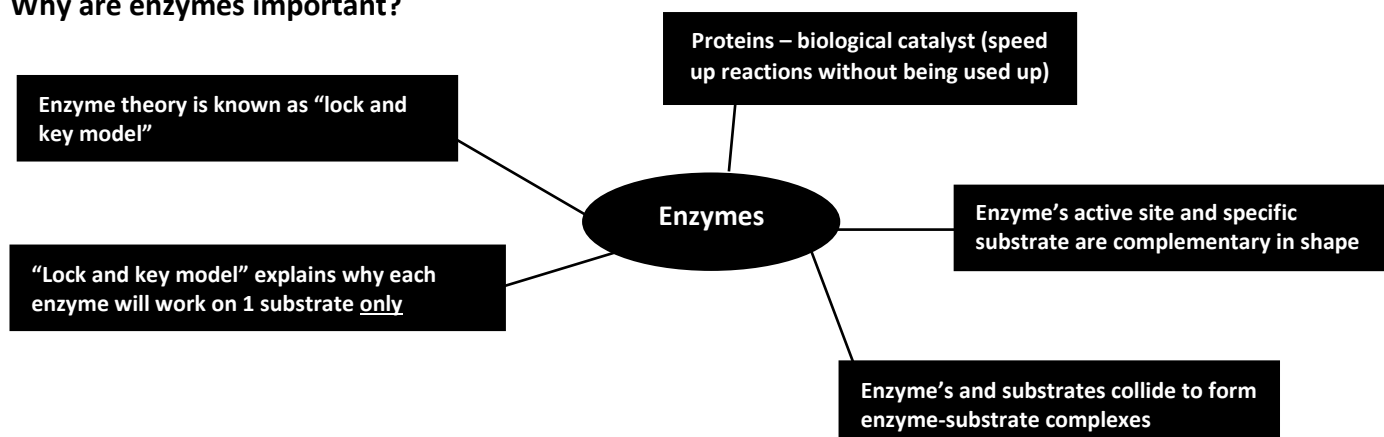 Why are enzymes important?
Proteins – biological catalyst (speed
up reactions without being used up)
Enzyme theory is known as “lock and
key model”
Enzymes
Enzyme’s active site and specific
substrate are complementary in shape
“Lock and key model” explains why each
enzyme will work on 1 substrate only
Enzyme’s and substrates collide to form
enzyme-substrate complexes